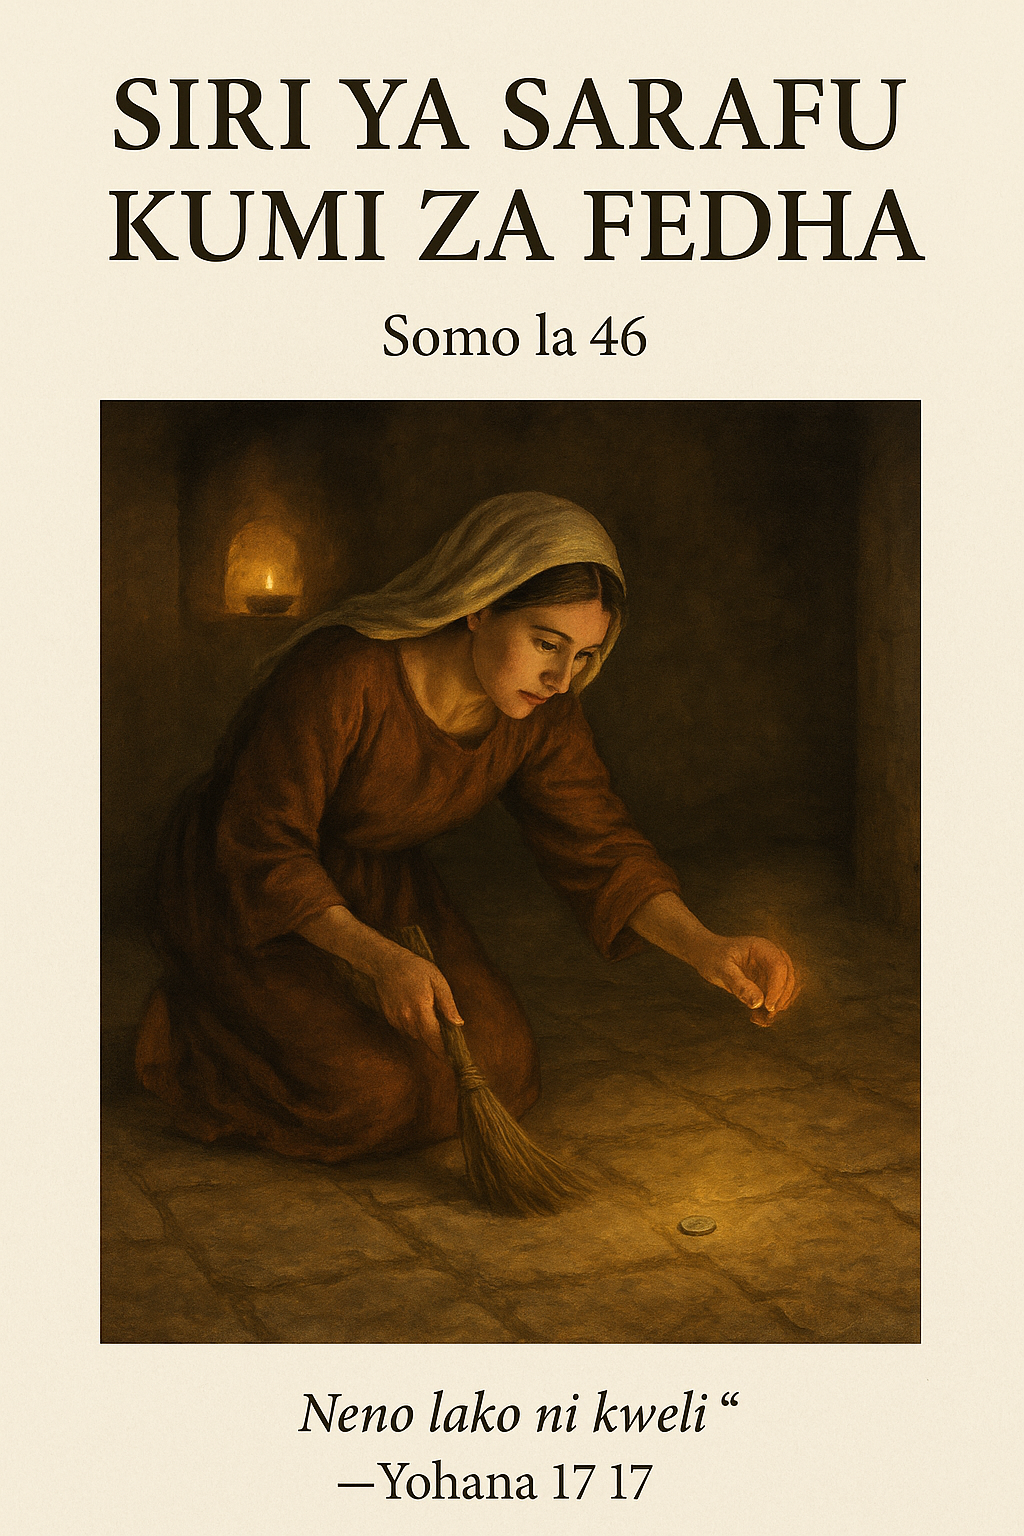 SIRI YA SARAFU
KUMI ZA FEDHA
Somo la 46
Neno lako ni kweli “
—Yohana 17 17